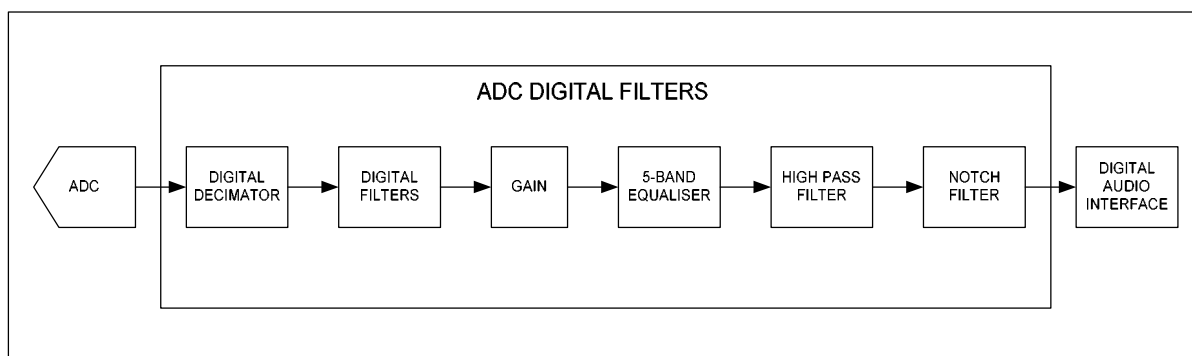 ADC DIGITAL FILTERS
ADC
DIGITAL
DECIMATOR
DIGITAL
FILTERS
GAIN
5-BAND
EQUALISER
HIGH PASS
FILTER
NOTCH
FILTER
DIGITAL
AUDIO
INTERFACE